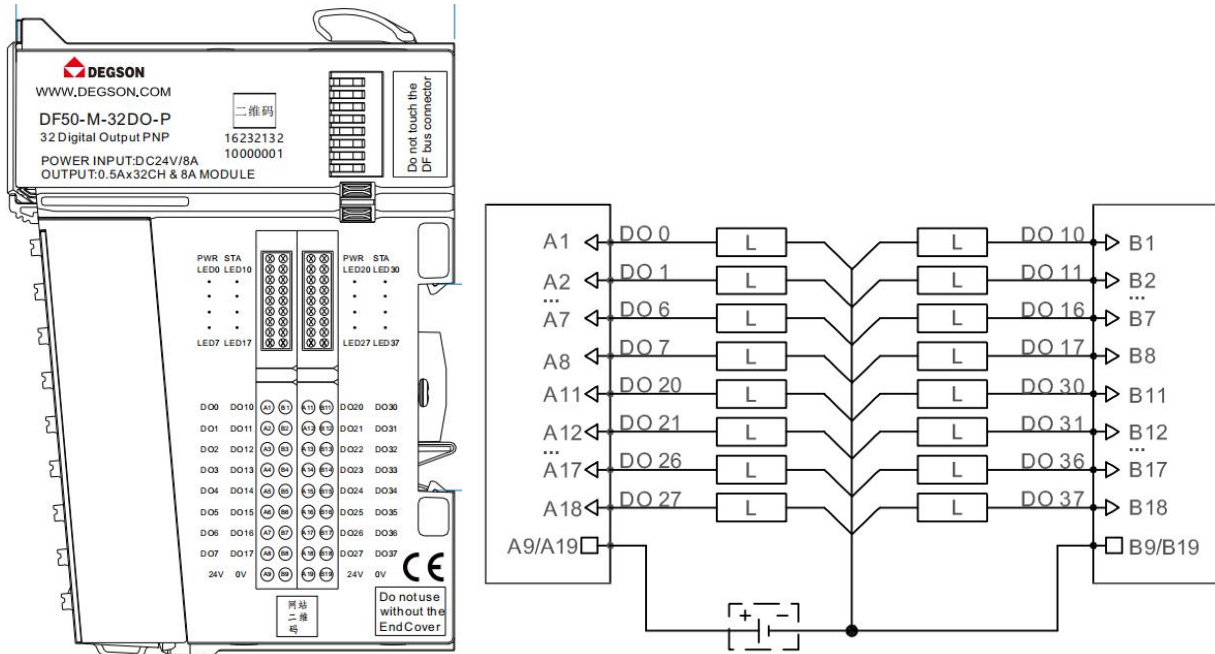 DEGSON
WWW.DEGSON.COM
DF50-M-32DO-P
32 Digital Output PNP
POWER INPUT:DC24V/8A
OUTPUT:0.5Ax32CH & 8A MODULE
二维码
16232132
10000001
Do not touch the
DF bus connector
PWR STA PWR STA
LED0 LED10 LED20 LED30
LED7 LED17 LED27 LED37
DO0 DO10 A1 B1 A11 B11 DO20 DO30
DO1 DO11 A2 B2 A12 B12 DO21 DO31
DO2 DO12 A3 B3 A13 B13 DO22 DO32
DO3 DO13 A4 B4 A14 B14 DO23 DO33
DO4 DO14 A5 B5 A15 B15 DO24 DO34
DO5 DO15 A6 B6 A16 B16 DO25 DO35
DO6 DO16 A7 B7 A17 B17 DO26 DO36
DO7 DO17 A8 B8 A18 B18 DO27 DO37
24V 0V A9 B9 A19 B19 24V 0V
CE
网站
二维
码
Do not use
without the
EndCover
A1 DO 0 L L DO 10 B1
A2 DO 1 L L DO 11 B2
... ...
A7 DO 6 L L DO 16 B7
A8 DO 7 L L DO 17 B8
A11 DO 20 L L DO 30 B11
A12 DO 21 L L DO 31 B12
... ...
A17 DO 26 L L DO 36 B17
A18 DO 27 L L DO 37 B18
A9/A19 B9/B19
+ -